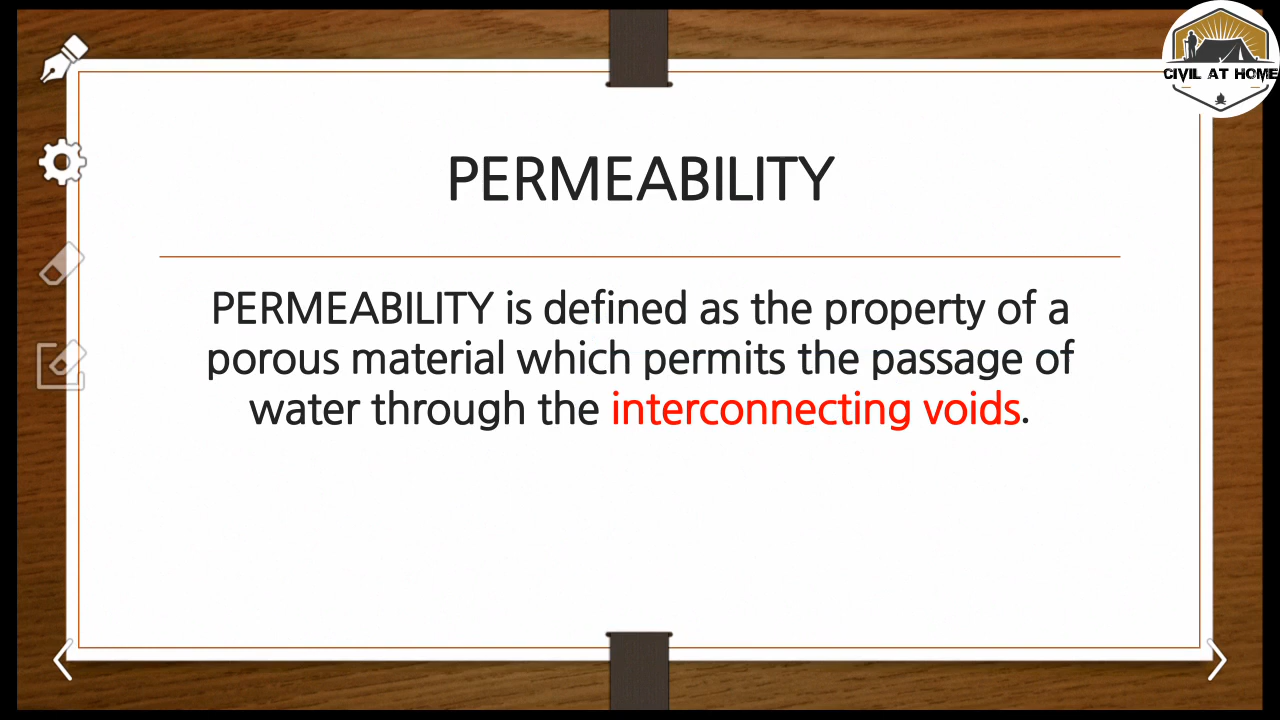 CIVIL AT HOME
PERMEABILITY
PERMEABILITY is defined as the property of a
porous material which permits the passage of
water through the interconnecting voids.